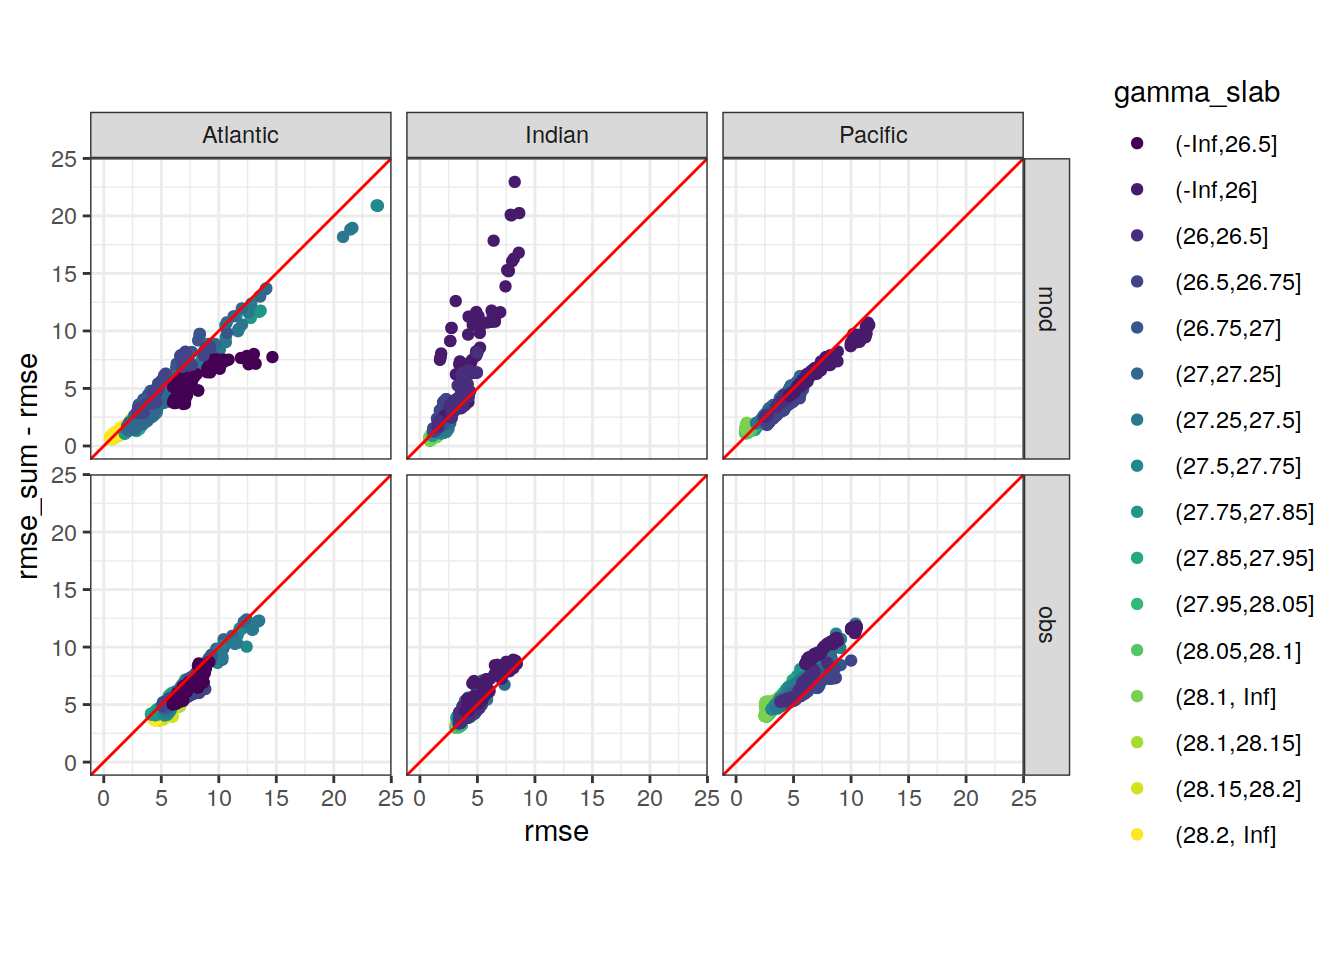 Atlantic
Indian
Pacific
mod
obs
25
20
15
10
5
0
25
20
15
10
5
0
0 5 10 15 20 25
0 5 10 15 20 25
0 5 10 15 20 25
rmse
rmse_sum - rmse
gamma_slab
(-Inf,26.5]
(-Inf,26]
(26,26.5]
(26.5,26.75]
(26.75,27]
(27,27.25]
(27.25,27.5]
(27.5,27.75]
(27.75,27.85]
(27.85,27.95]
(27.95,28.05]
(28.05,28.1]
(28.1, Inf]
(28.1,28.15]
(28.15,28.2]
(28.2, Inf]